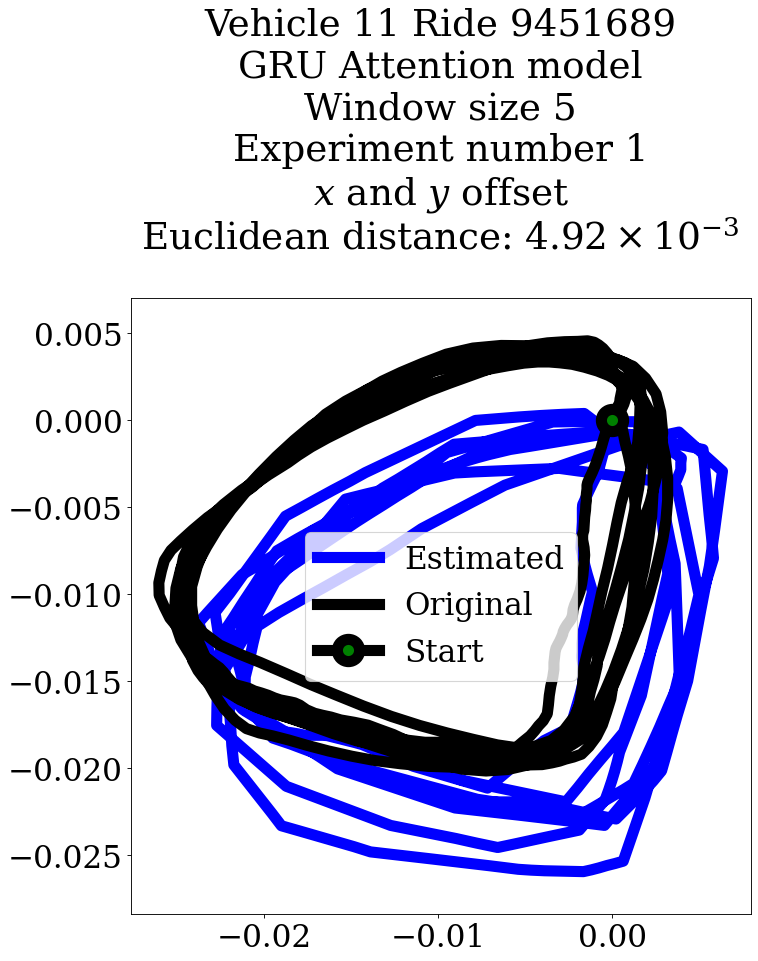 Vehicle 11 Ride 9451689
GRU Attention model
Window size 5
Experiment number 1
x and y offset
Euclidean distance: 4.92 × 10⁻³
0.005
0.000
−0.005
−0.010
−0.015
−0.020
−0.025
Estimated
Original
Start
−0.02
−0.01
0.00